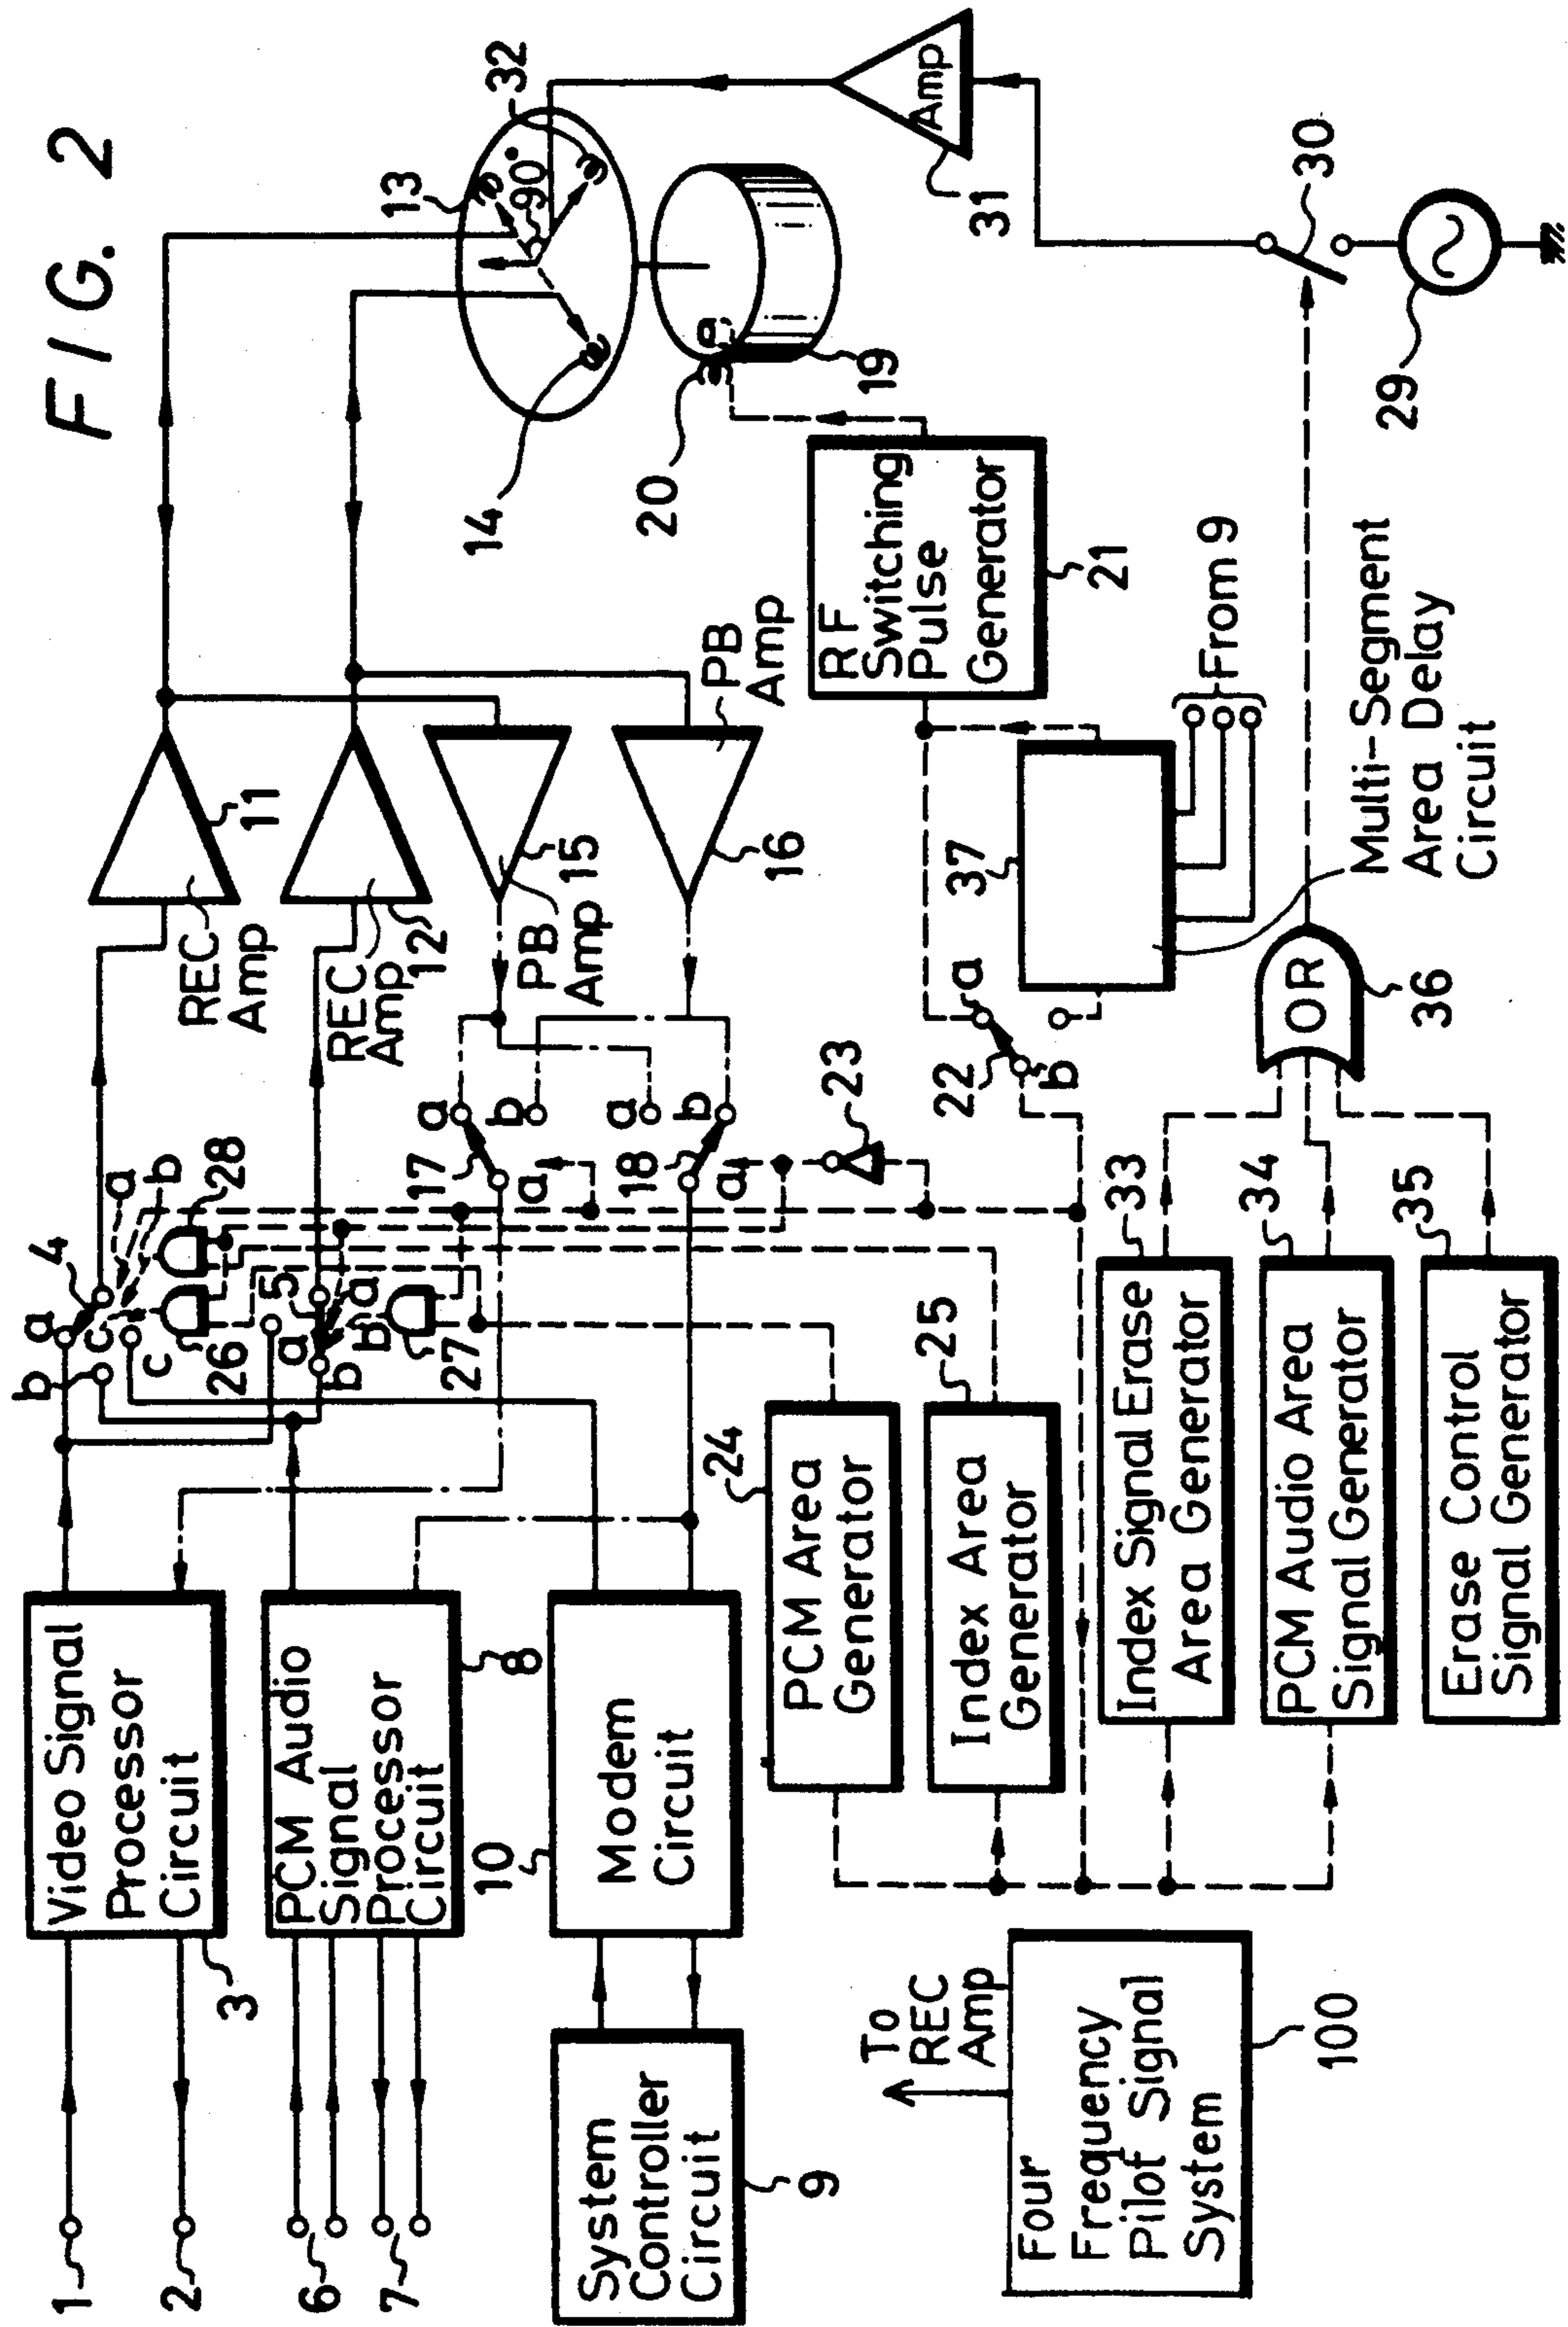 FIG. 2
1
2
3
Video Signal
Processor
Circuit
6
7
PCM Audio
Signal
Processor
Circuit
8
System
Controller
Circuit
9
10
Modem
Circuit
a
b
c
4
a
b
c
26
28
5
a
b
a
b
27
REC
Amp
11
REC
Amp
12
PB
Amp
15
PB
Amp
16
17
a
b
a
18
a
b
a
23
13
14
90°
32
20
a
19
RF
Switching
Pulse
Generator
21
22
a
b
37
From 9
Multi-Segment
Area Delay
Circuit
24
PCM Area
Generator
25
Index Area
Generator
33
Index Signal Erase
Area Generator
34
PCM Audio Area
Signal Generator
35
Erase Control
Signal Generator
OR
36
Amp
31
30
29
To
REC
Amp
Four
Frequency
Pilot Signal
System
100